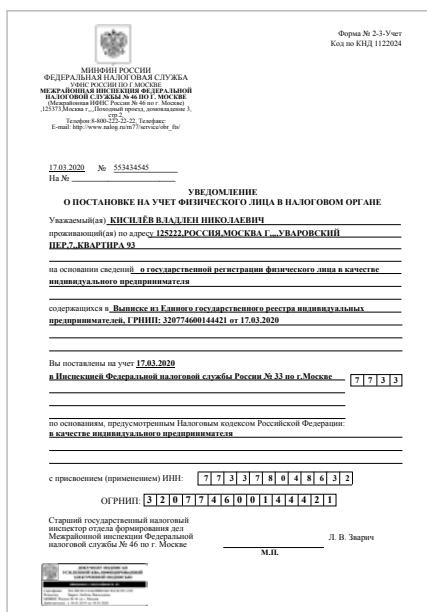 Форма № 2-3-Учет
Код по КНД 1122024
МИНФИН РОССИИ
ФЕДЕРАЛЬНАЯ НАЛОГОВАЯ СЛУЖБА
УФНС РОССИИ ПО Г.МОСКВЕ
МЕЖРАЙОННАЯ ИНСПЕКЦИЯ ФЕДЕРАЛЬНОЙ
НАЛОГОВОЙ СЛУЖБЫ № 46 ПО Г. МОСКВЕ
(Межрайонная ИФНС России № 46 по г. Москве)
,125373,Москва г.,,,Походный проезд, домовладение 3,
стр.2,
Телефон:8-800-222-22-22, Телефакс:
E-mail: http://www.nalog.ru/rn77/service/obr_fts/
17.03.2020 № 553434545
На №
УВЕДОМЛЕНИЕ
О ПОСТАНОВКЕ НА УЧЕТ ФИЗИЧЕСКОГО ЛИЦА В НАЛОГОВОМ ОРГАНЕ
Уважаемый(ая) КИСИЛЁВ ВЛАДЛЕН НИКОЛАЕВИЧ
проживающий(ая) по адресу 125222,РОССИЯ,МОСКВА Г,,,,УВАРОВСКИЙ
ПЕР,7,,КВАРТИРА 93
на основании сведений о государственной регистрации физического лица в качестве
индивидуального предпринимателя
содержащихся в Выписке из Единого государственного реестра индивидуальных
предпринимателей, ГРНИП: 320774600144421 от 17.03.2020
Вы поставлены на учет 17.03.2020
в Инспекцией Федеральной налоговой службы России № 33 по г.Москве 7 7 3 3
по основаниям, предусмотренным Налоговым кодексом Российской Федерации:
в качестве индивидуального предпринимателя
с присвоением (применением) ИНН: 7 7 3 3 7 8 0 4 8 6 3 2
ОГРНИП: 3 2 0 7 7 4 6 0 0 1 4 4 4 2 1
Старший государственный налоговый
инспектор отдела формирования дел
Межрайонной инспекции Федеральной
налоговой службы № 46 по г. Москве
Л. В. Зварич
М.П.
ДОКУМЕНТ ПОДПИСАН
УСИЛЕННОЙ КВАЛИФИЦИРОВАННОЙ
ЭЛЕКТРОННОЙ ПОДПИСЬЮ